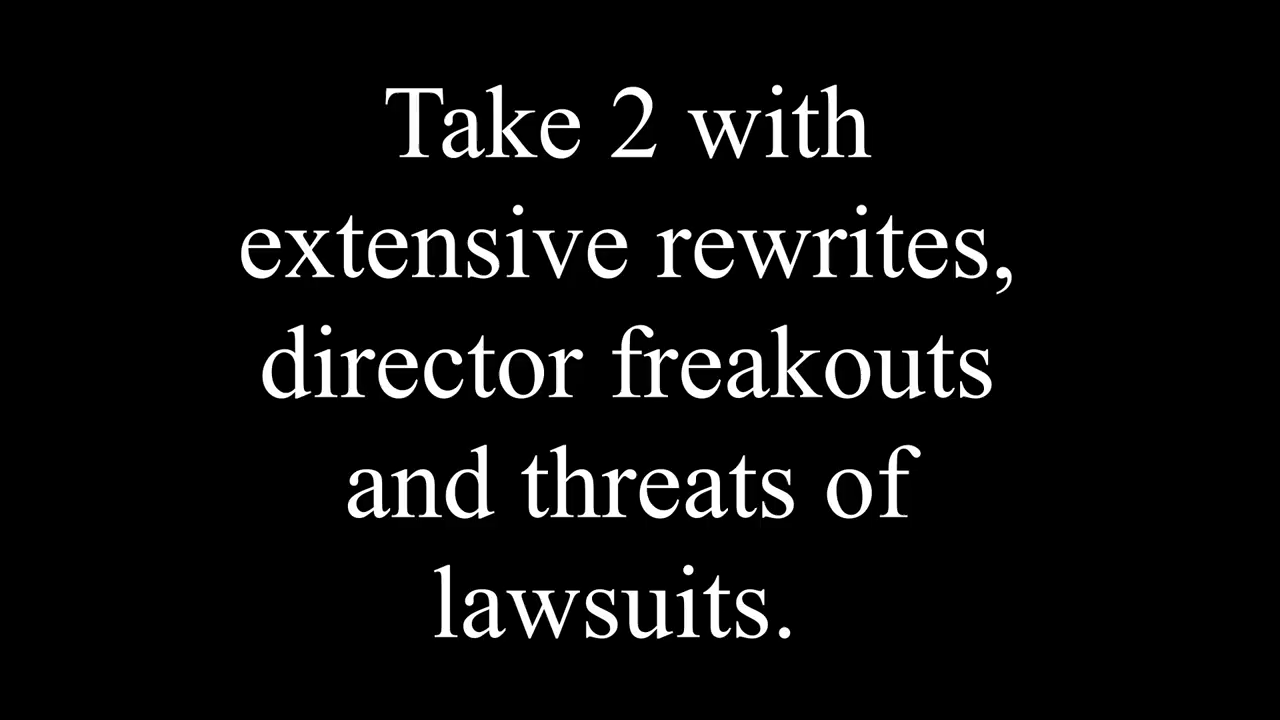 Take 2 with
extensive rewrites,
director freakouts
and threats of
lawsuits.